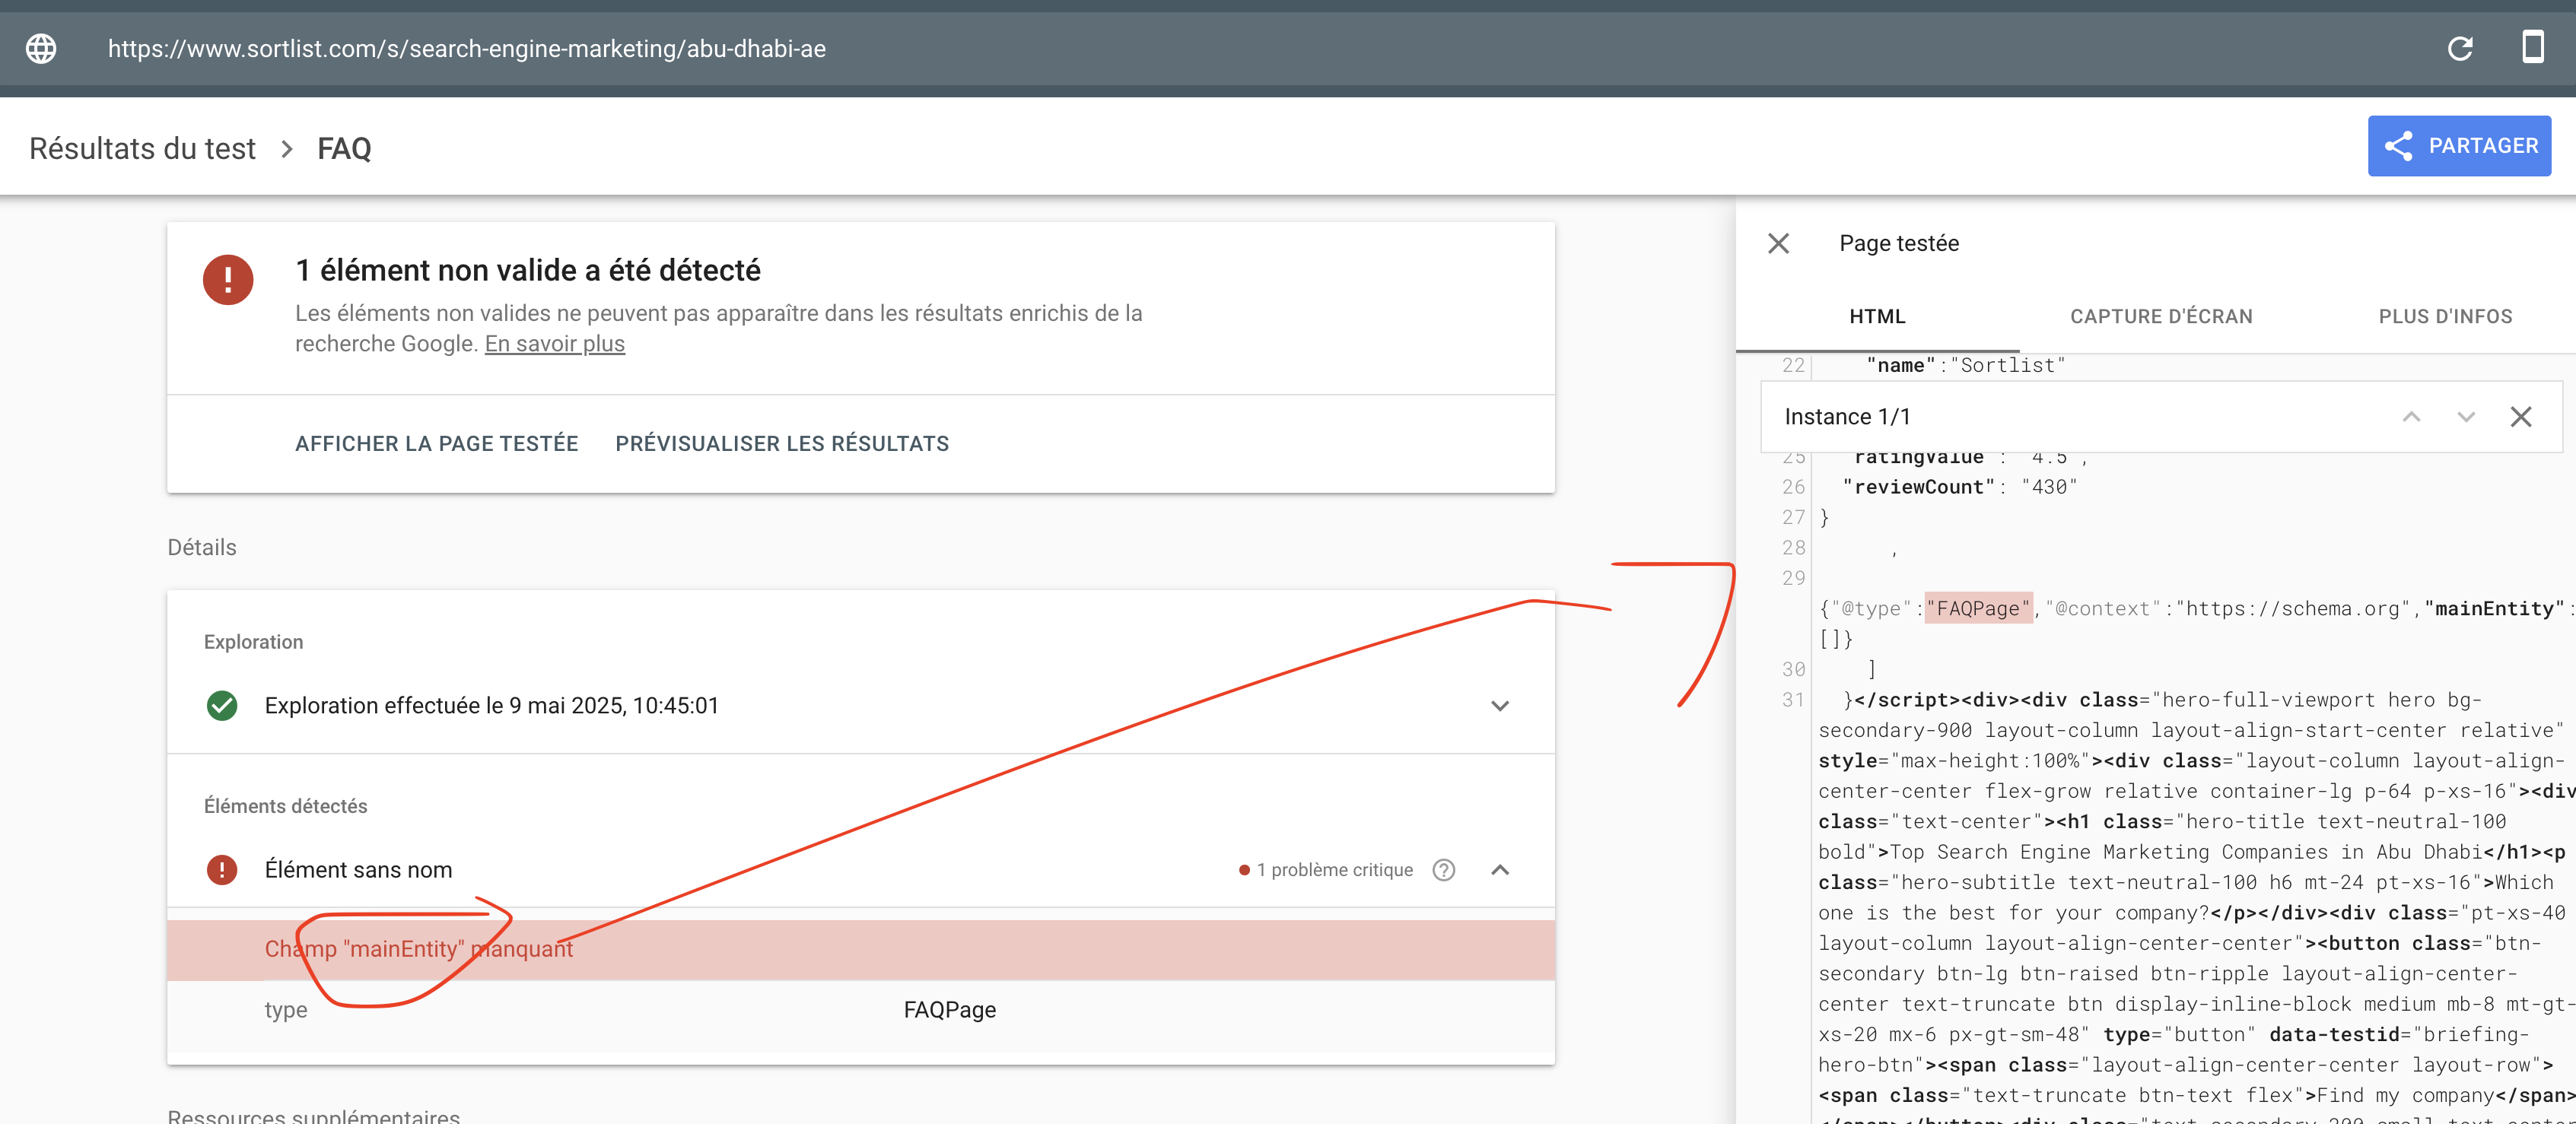 https://www.sortlist.com/s/search-engine-marketing/abu-dhabi-ae
Résultats du test > FAQ
PARTAGER
1 élément non valide a été détecté
Les éléments non valides ne peuvent pas apparaître dans les résultats enrichis de la
recherche Google. En savoir plus
AFFICHER LA PAGE TESTÉE PRÉVISUALISER LES RÉSULTATS
Détails
Exploration
Exploration effectuée le 9 mai 2025, 10:45:01
Éléments détectés
Élément sans nom
1 problème critique
Champ "mainEntity" manquant
type FAQPage
Ressources supplémentaires
Page testée
HTML CAPTURE D'ÉCRAN PLUS D'INFOS
22 "name":"Sortlist"
Instance 1/1
25 "ratingValue": "4.5",
26 "reviewCount": "430"
27 }
28 ,
29
{"@type":"FAQPage","@context":"https://schema.org","mainEntity":
[]}
30 ]
31 }</script><div><div class="hero-full-viewport hero bg-
secondary-900 layout-column layout-align-start-center relative"
style="max-height:100%"><div class="layout-column layout-align-
center-center flex-grow relative container-lg p-64 p-xs-16"><div
class="text-center"><h1 class="hero-title text-neutral-100
bold">Top Search Engine Marketing Companies in Abu Dhabi</h1><p
class="hero-subtitle text-neutral-100 h6 mt-24 pt-xs-16">Which
one is the best for your company?</p></div><div class="pt-xs-40
layout-column layout-align-center-center"><button class="btn-
secondary btn-lg btn-raised btn-ripple layout-align-center-
center text-truncate btn display-inline-block medium mb-8 mt-gt-
xs-20 mx-6 px-gt-sm-48" type="button" data-testid="briefing-
hero-btn"><span class="layout-align-center-center layout-row">
<span class="text-truncate btn-text flex">Find my company</span>
</span></button><div class="text-secondary-200 small text-center